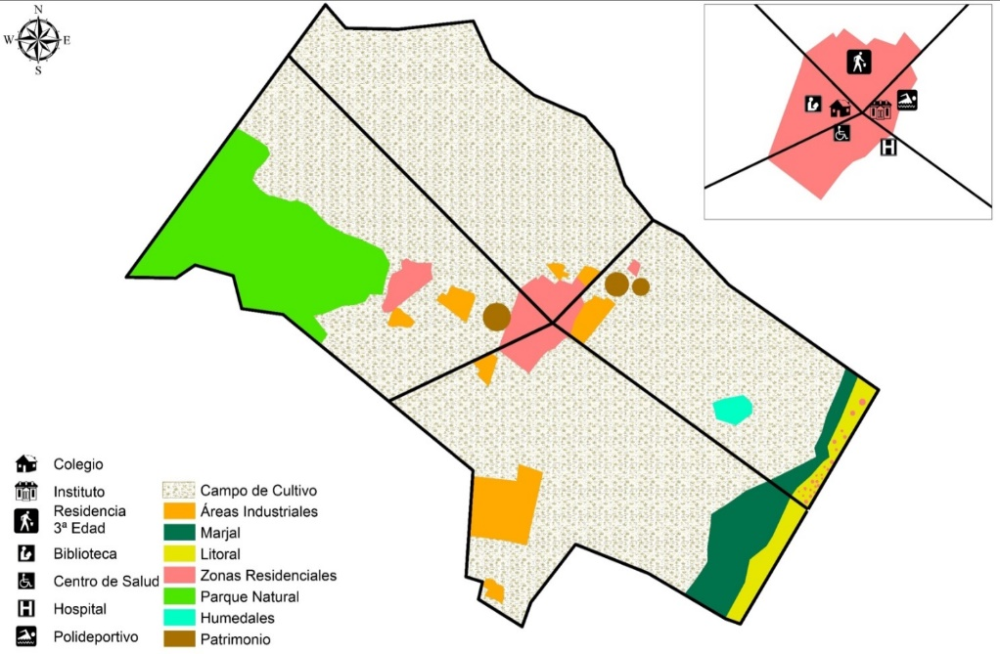 N
W E
S
H
Colegio
Instituto
Residencia
3ª Edad
Biblioteca
Centro de Salud
H
Hospital
Polideportivo
Campo de Cultivo
Áreas Industriales
Marjal
Litoral
Zonas Residenciales
Parque Natural
Humedales
Patrimonio